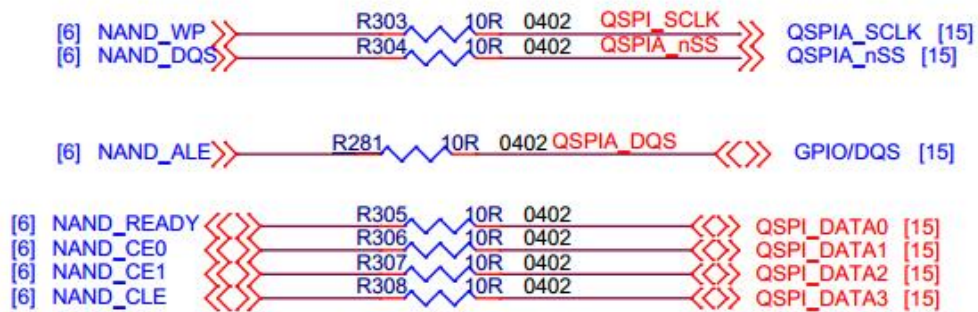 [6] NAND_WP R303 10R 0402 QSPI_SCLK QSPIA_SCLK [15]
[6] NAND_DQS R304 10R 0402 QSPIA_nSS QSPIA_nSS [15]
[6] NAND_ALE R281 10R 0402 QSPIA_DQS GPIO/DQS [15]
[6] NAND_READY R305 10R 0402 QSPI_DATA0 [15]
[6] NAND_CE0 R306 10R 0402 QSPI_DATA1 [15]
[6] NAND_CE1 R307 10R 0402 QSPI_DATA2 [15]
[6] NAND_CLE R308 10R 0402 QSPI_DATA3 [15]